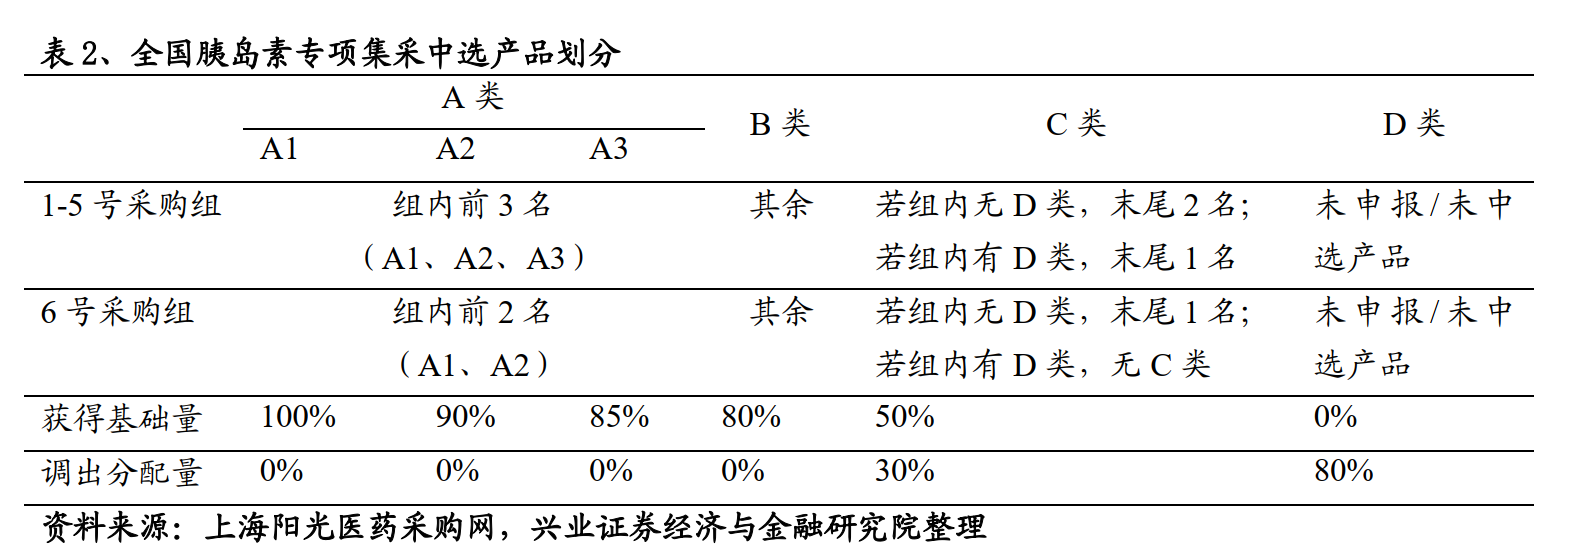 表 2、全国胰岛素专项集采中选产品划分
A 类
B 类 C 类 D 类
A1 A2 A3
1-5 号采购组 组内前 3 名 其余 若组内无 D 类，末尾 2 名； 未申报/未中
（A1、A2、A3） 若组内有 D 类，末尾 1 名 选产品
6 号采购组 组内前 2 名 其余 若组内无 D 类，末尾 1 名； 未申报/未中
（A1、A2） 若组内有 D 类，无 C 类 选产品
获得基础量 100% 90% 85% 80% 50% 0%
调出分配量 0% 0% 0% 0% 30% 80%
资料来源：上海阳光医药采购网，兴业证券经济与金融研究院整理